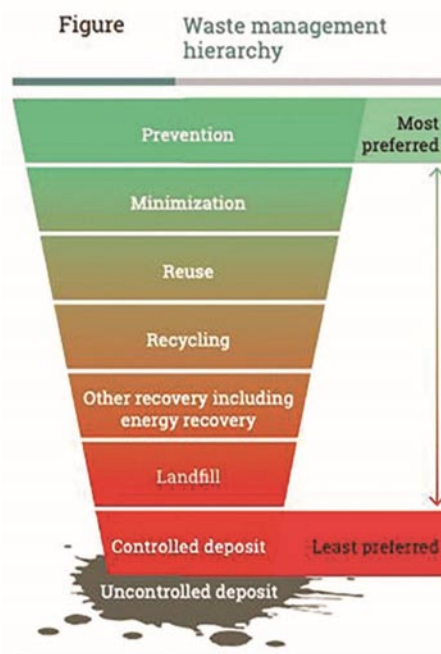 Figure
Waste management
hierarchy
Prevention
Most
preferred
Minimization
Reuse
Recycling
Other recovery including
energy recovery
Landfill
Controlled deposit
Least preferred
Uncontrolled deposit